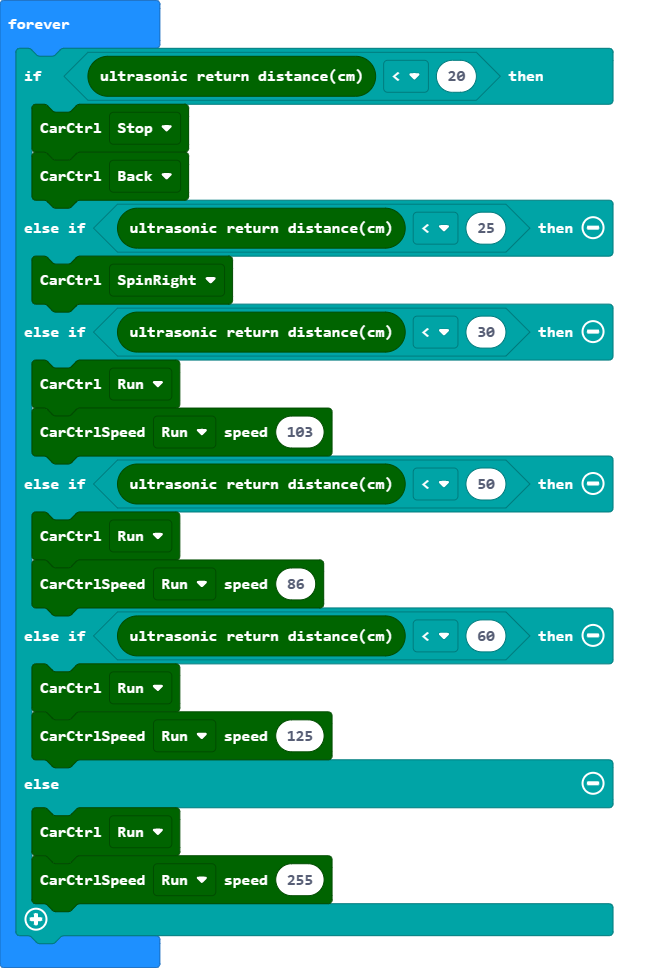 forever
if ultrasonic return distance(cm) < 20 then
CarCtrl Stop
CarCtrl Back
else if ultrasonic return distance(cm) < 25 then
CarCtrl SpinRight
else if ultrasonic return distance(cm) < 30 then
CarCtrl Run
CarCtrlSpeed Run speed 103
else if ultrasonic return distance(cm) < 50 then
CarCtrl Run
CarCtrlSpeed Run speed 86
else if ultrasonic return distance(cm) < 60 then
CarCtrl Run
CarCtrlSpeed Run speed 125
else
CarCtrl Run
CarCtrlSpeed Run speed 255